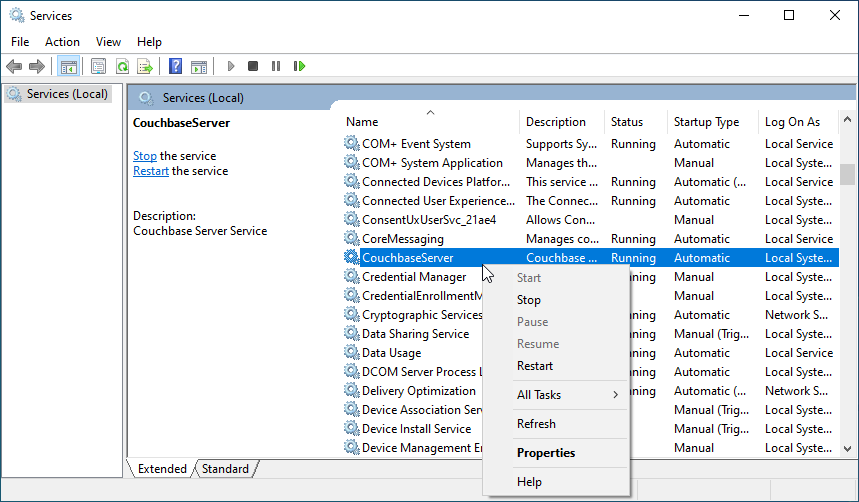 Services
File Action View Help
Services (Local)
Services (Local)
CouchbaseServer
Stop the service
Restart the service
Description:
Couchbase Server Service
Name Description Status Startup Type Log On As
COM+ Event System Supports Sy... Running Automatic Local Service
COM+ System Application Manages th... Manual Local Syste...
Connected Devices Platfor... This service ... Running Automatic (... Local Service
Connected User Experience... The Connec... Running Automatic Local Syste...
ConsentUxUserSvc_21ae4 Allows Con... Manual Local Syste...
CoreMessaging Manages co... Running Automatic Local Service
CouchbaseServer Couchbase ... Running Automatic Local Syste...
Credential Manager Running Manual Local Syste...
CredentialEnrollmentM Manual Local Syste...
Cryptographic Services Running Automatic Network S...
Data Sharing Service Running Manual (Trig... Local Syste...
Data Usage Running Automatic Local Service
DCOM Server Process L Running Automatic Local Syste...
Delivery Optimization Running Automatic (... Network S...
Device Association Serv Manual (Trig... Local Syste...
Device Install Service Manual (Trig... Local Syste...
Device Management En Manual Local Syste...
Start
Stop
Pause
Resume
Restart
All Tasks
Refresh
Properties
Help
Extended Standard